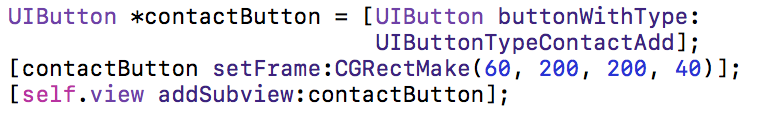 UIButton *contactButton = [UIButton buttonWithType:
UIButtonTypeContactAdd];
[contactButton setFrame:CGRectMake(60, 200, 200, 40)];
[self.view addSubview:contactButton];